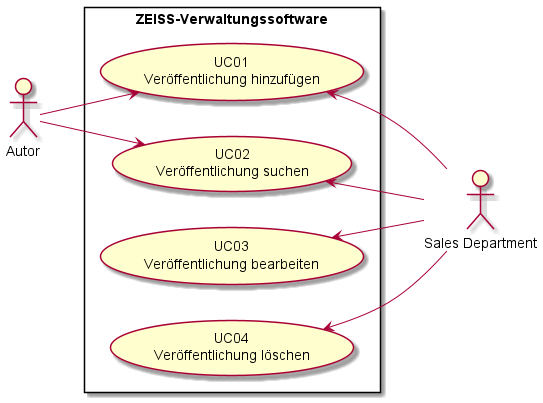 ZEISS-Verwaltungssoftware
UC01
Veröffentlichung hinzufügen
UC02
Veröffentlichung suchen
Autor
Sales Department
UC03
Veröffentlichung bearbeiten
UC04
Veröffentlichung löschen